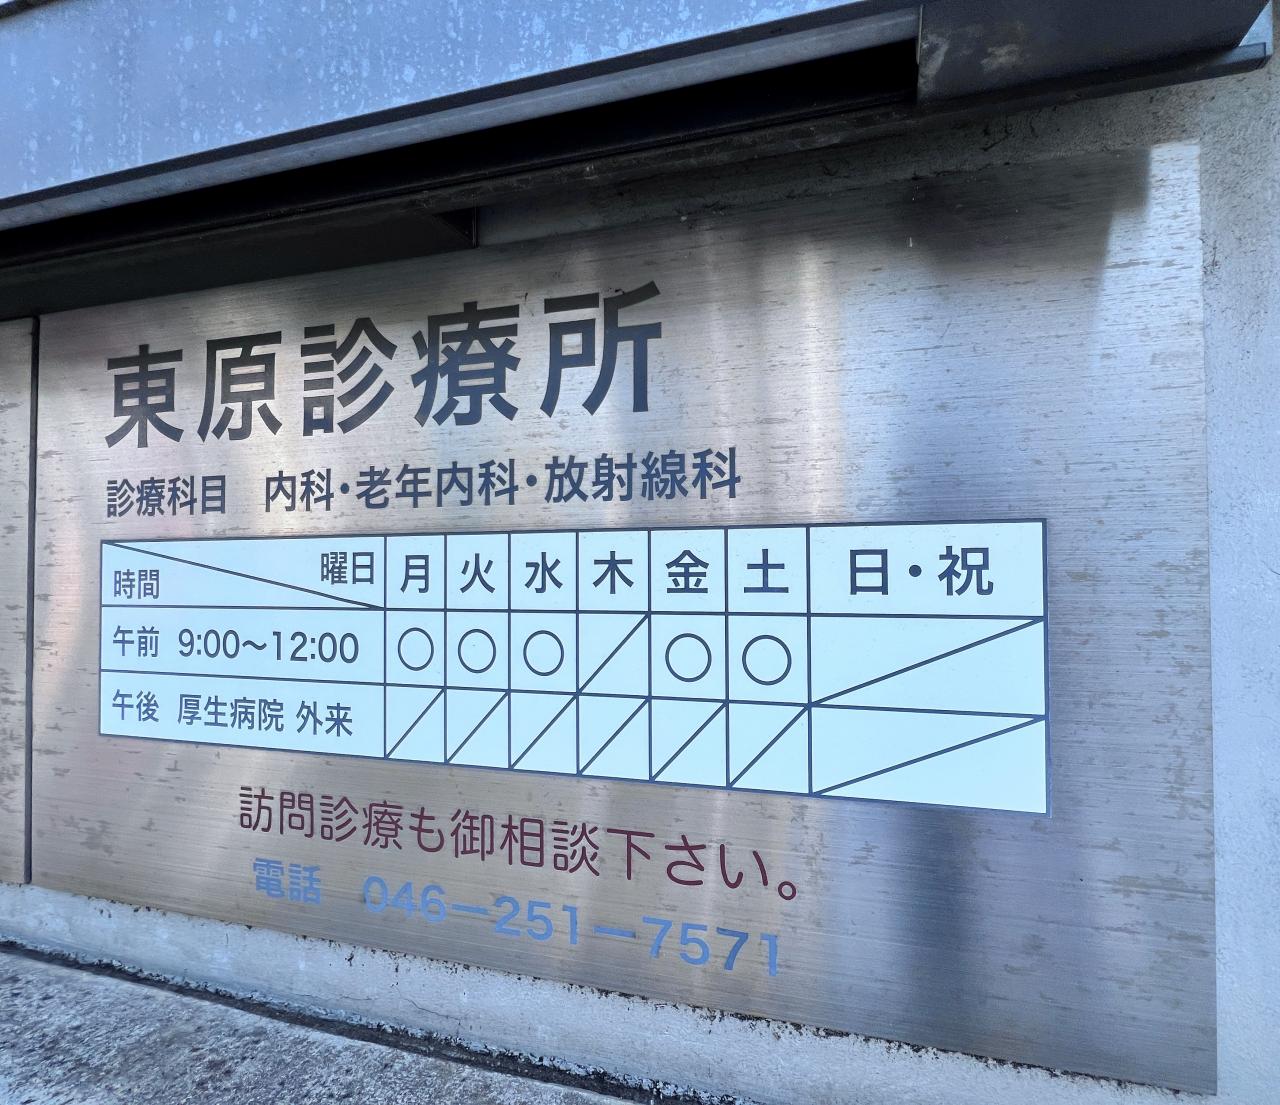 東原診療所
診療科目 内科・老年内科・放射線科
時間 曜日 月 火 水 木 金 土 日・祝
午前 9:00〜12:00 ○ ○ ○ ／ ○ ○ ／
午後 厚生病院 外来 ／ ／ ／ ／ ／ ／ ／
訪問診療も御相談下さい。
電話 046－251－7571